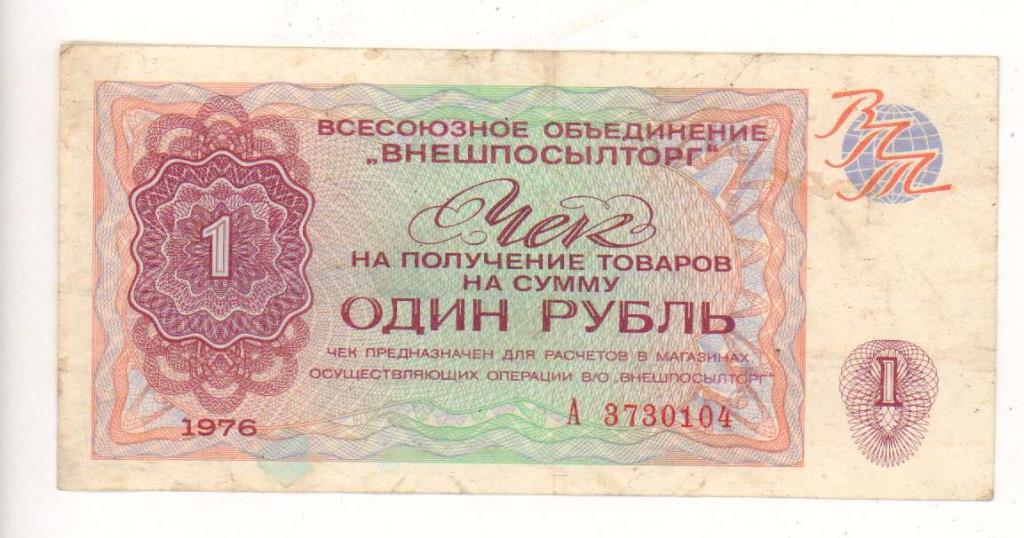 ВСЕСОЮЗНОЕ ОБЪЕДИНЕНИЕ
„ВНЕШПОСЫЛТОРГ"
ВПТ
1
Чек
НА ПОЛУЧЕНИЕ ТОВАРОВ
НА СУММУ
ОДИН РУБЛЬ
ЧЕК ПРЕДНАЗНАЧЕН ДЛЯ РАСЧЕТОВ В МАГАЗИНАХ,
ОСУЩЕСТВЛЯЮЩИХ ОПЕРАЦИИ В/О „ВНЕШПОСЫЛТОРГ"
1
1976
А 3730104